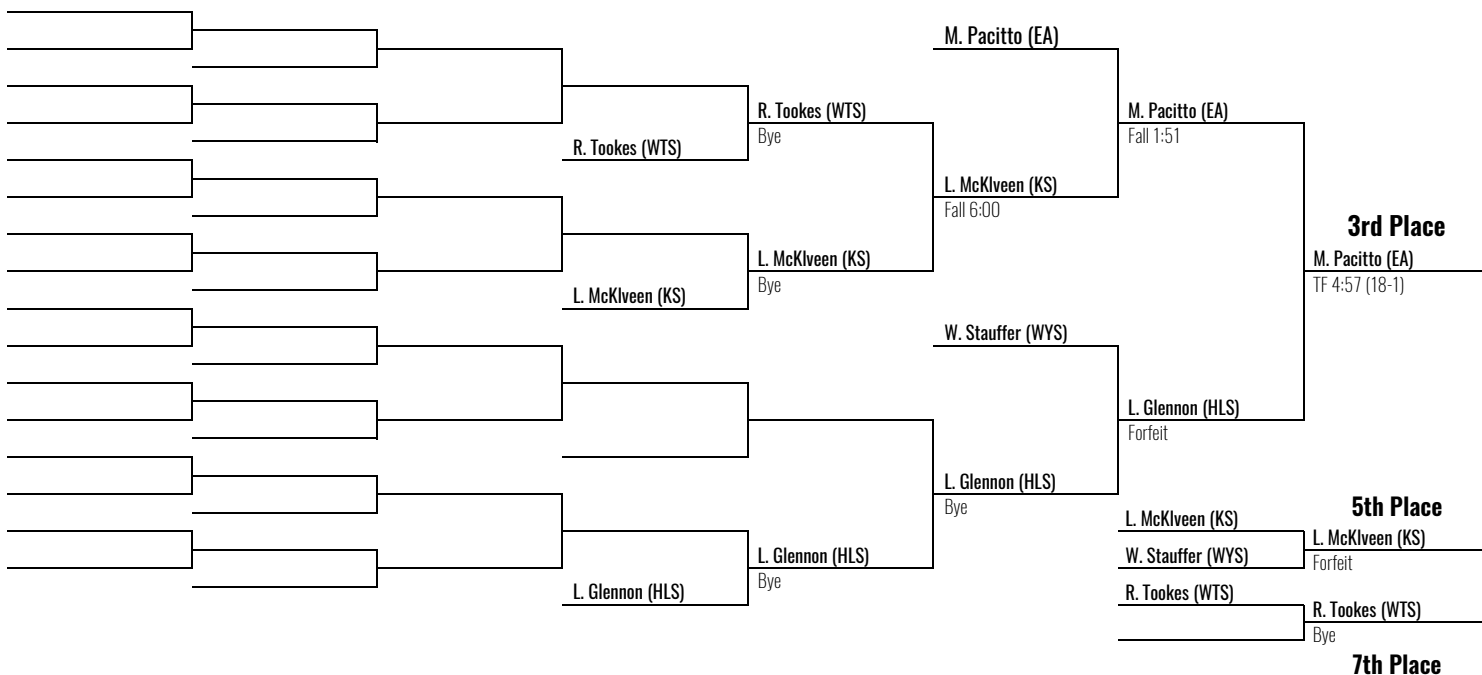 M. Pacitto (EA)
R. Tookes (WTS)
Bye
M. Pacitto (EA)
Fall 1:51
R. Tookes (WTS)
L. McKlveen (KS)
Fall 6:00
3rd Place
L. McKlveen (KS)
Bye
M. Pacitto (EA)
TF 4:57 (18-1)
L. McKlveen (KS)
W. Stauffer (WYS)
L. Glennon (HLS)
Forfeit
L. Glennon (HLS)
Bye
5th Place
L. McKlveen (KS)
L. McKlveen (KS)
Forfeit
L. Glennon (HLS)
Bye
W. Stauffer (WYS)
L. Glennon (HLS)
R. Tookes (WTS)
R. Tookes (WTS)
Bye
7th Place